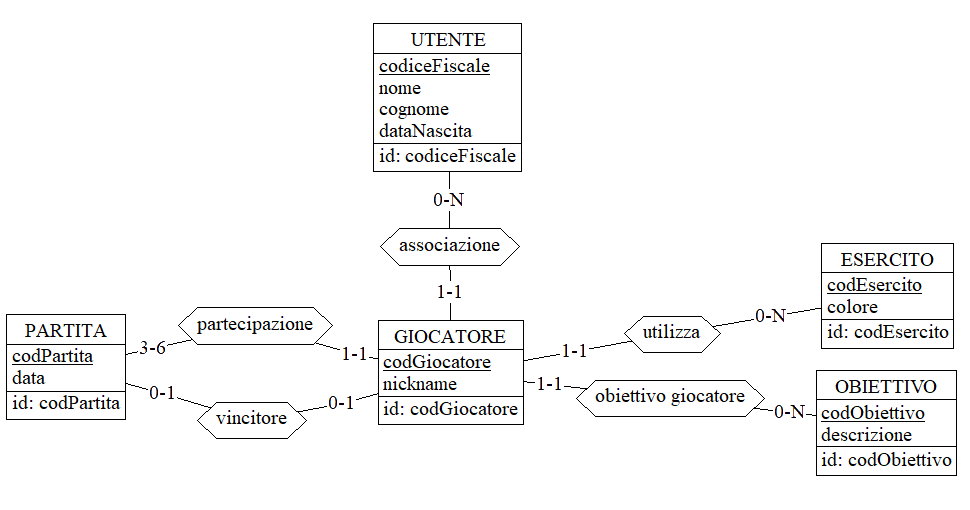 UTENTE
codiceFiscale
nome
cognome
dataNascita
id: codiceFiscale
0-N
associazione
1-1
PARTITA
codPartita
data
id: codPartita
3-6
partecipazione
1-1
0-1
vincitore
0-1
GIOCATORE
codGiocatore
nickname
id: codGiocatore
1-1
utilizza
0-N
ESERCITO
codEsercito
colore
id: codEsercito
1-1
obiettivo giocatore
0-N
OBIETTIVO
codObiettivo
descrizione
id: codObiettivo